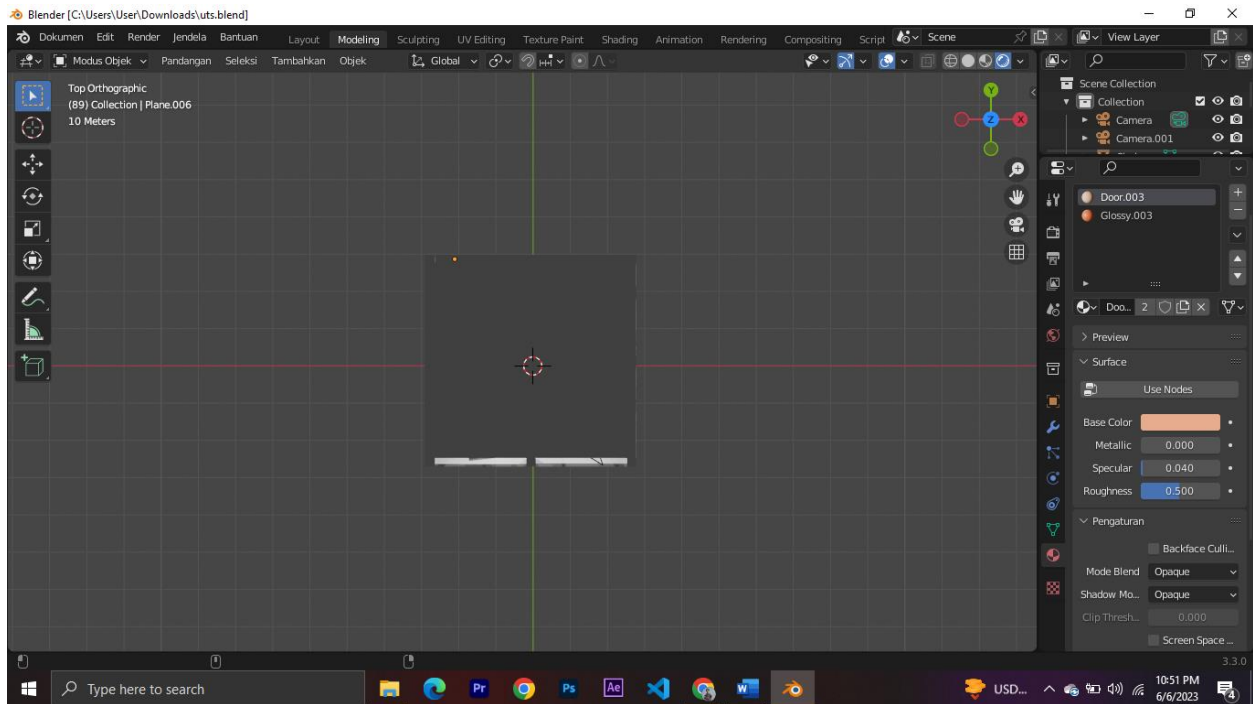 Blender [C:\Users\User\Downloads\uts.blend]
Dokumen Edit Render Jendela Bantuan Layout Modeling Sculpting UV Editing Texture Paint Shading Animation Rendering Compositing Script Scene View Layer
Modus Objek Pandangan Seleksi Tambahkan Objek Global
Top Orthographic
(89) Collection | Plane.006
10 Meters
Y
Z
X
Scene Collection
Collection
Camera
Camera.001
Door.003
Glossy.003
Doo... 2
Preview
Surface
Use Nodes
Base Color
Metallic 0.000
Specular 0.040
Roughness 0.500
Pengaturan
Backface Culli...
Mode Blend Opaque
Shadow Mo... Opaque
Clip Thresh... 0.000
Screen Space ...
3.3.0
Type here to search
Pr
Ps
Ae
W
USD...
10:51 PM
6/6/2023
4